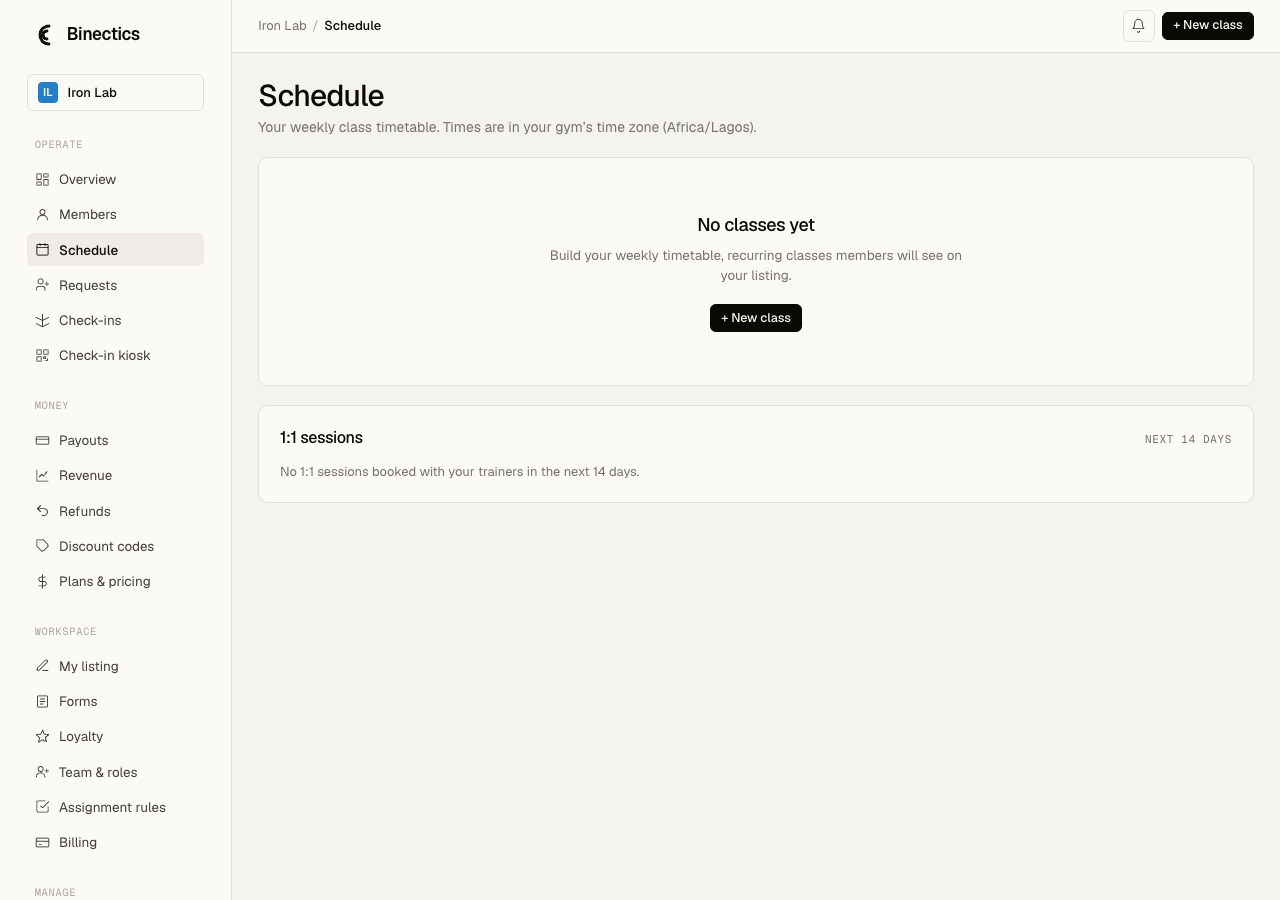 Binectics
IL Iron Lab
OPERATE
Overview
Members
Schedule
Requests
Check-ins
Check-in kiosk
MONEY
Payouts
Revenue
Refunds
Discount codes
Plans & pricing
WORKSPACE
My listing
Forms
Loyalty
Team & roles
Assignment rules
Billing
MANAGE
Iron Lab / Schedule
+ New class
Schedule
Your weekly class timetable. Times are in your gym's time zone (Africa/Lagos).
No classes yet
Build your weekly timetable, recurring classes members will see on
your listing.
+ New class
1:1 sessions
NEXT 14 DAYS
No 1:1 sessions booked with your trainers in the next 14 days.